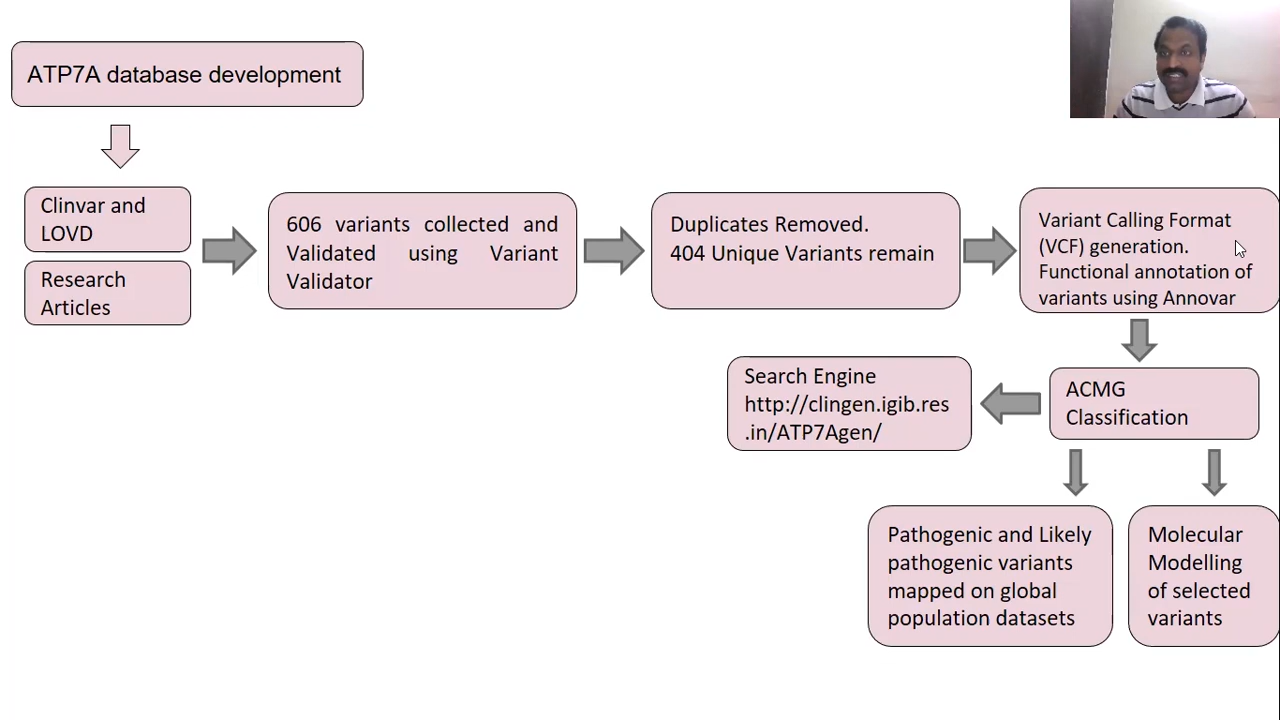 ATP7A database development
Clinvar and
LOVD
Research
Articles
606 variants collected and
Validated using Variant
Validator
Duplicates Removed.
404 Unique Variants remain
Variant Calling Format
(VCF) generation.
Functional annotation of
variants using Annovar
ACMG
Classification
Search Engine
http://clingen.igib.res
.in/ATP7Agen/
Pathogenic and Likely
pathogenic variants
mapped on global
population datasets
Molecular
Modelling
of selected
variants